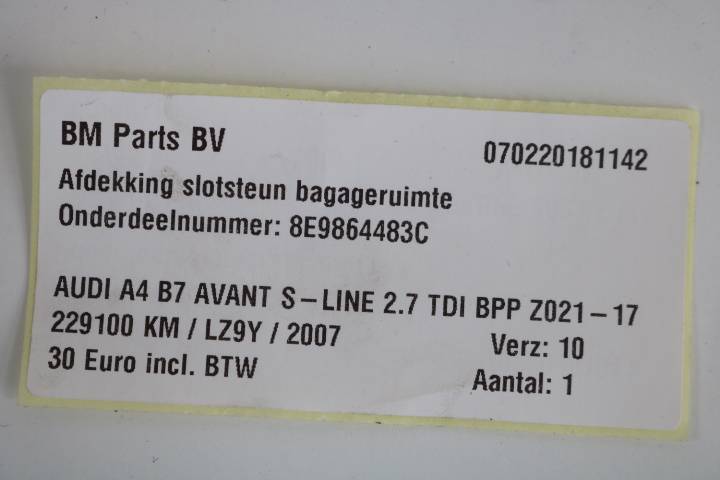 BM Parts BV 070220181142
Afdekking slotsteun bagageruimte
Onderdeelnummer: 8E9864483C
AUDI A4 B7 AVANT S-LINE 2.7 TDI BPP Z021-17
229100 KM / LZ9Y / 2007 Verz: 10
30 Euro incl. BTW Aantal: 1